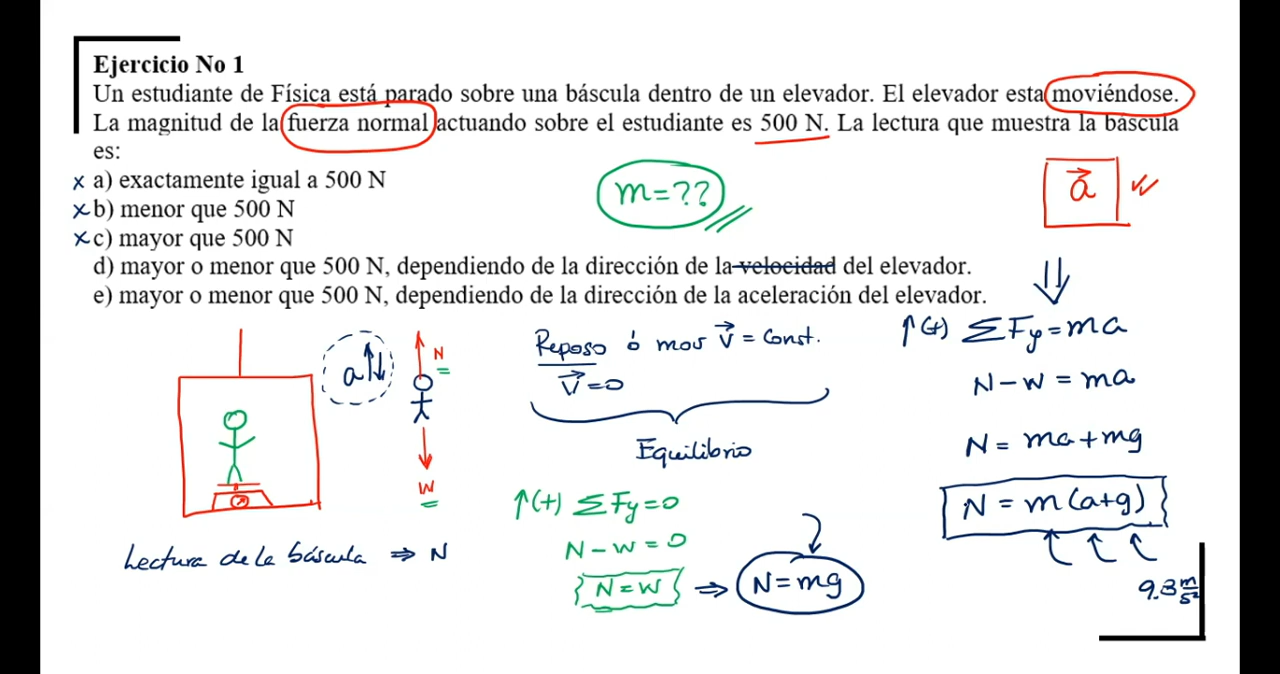 Ejercicio No 1
Un estudiante de Física está parado sobre una báscula dentro de un elevador. El elevador esta moviéndose.
La magnitud de la fuerza normal actuando sobre el estudiante es 500 N. La lectura que muestra la báscula
es:
x a) exactamente igual a 500 N
x b) menor que 500 N
x c) mayor que 500 N
d) mayor o menor que 500 N, dependiendo de la dirección de la velocidad del elevador.
e) mayor o menor que 500 N, dependiendo de la dirección de la aceleración del elevador.
m=??
a⃗
a↑↓
N
W
Lectura de la báscula ⇒ N
Reposo ó mov v⃗ = Const.
v⃗=0
Equilibrio
↑(+) ΣFy=0
N-W=0
N=W ⇒ N=mg
↑(+) ΣFy=ma
N-W=ma
N=ma+mg
N=m(a+g)
9.8 m/s²